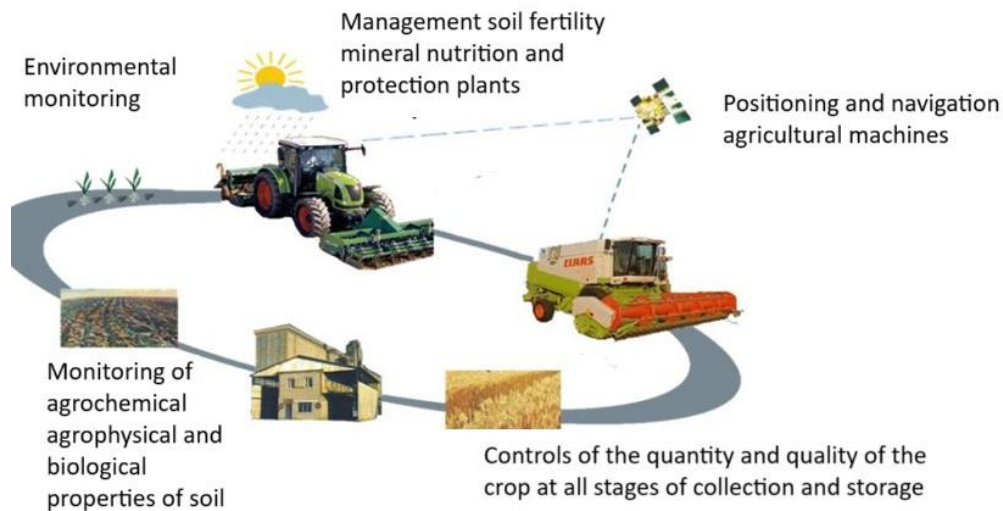 Management soil fertility
mineral nutrition and
protection plants
Environmental
monitoring
Positioning and navigation
agricultural machines
CLAAS
Monitoring of
agrochemical
agrophysical and
biological
properties of soil
Controls of the quantity and quality of the
crop at all stages of collection and storage